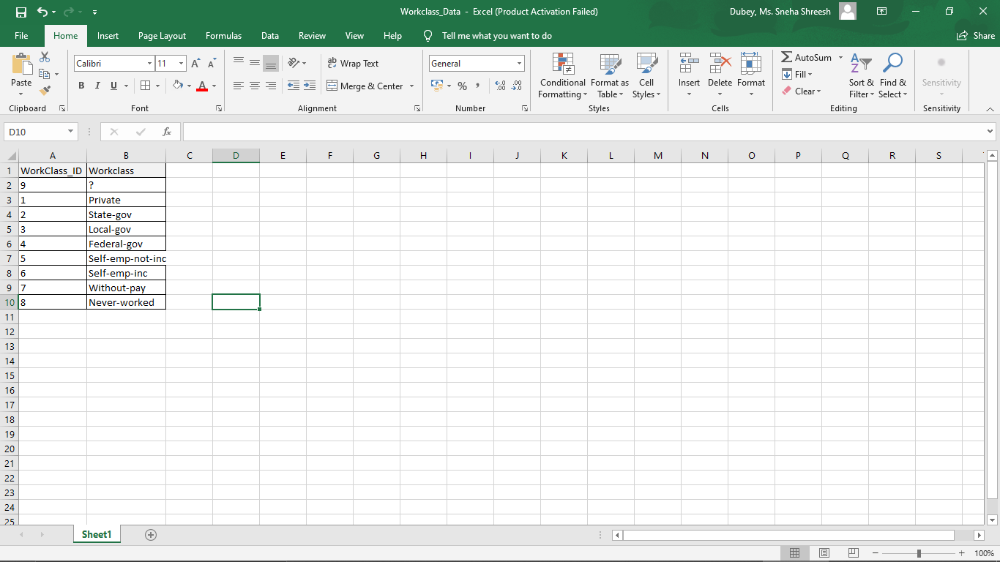 Workclass_Data - Excel (Product Activation Failed) Dubey, Ms. Sneha Shreesh
File Home Insert Page Layout Formulas Data Review View Help Tell me what you want to do Share
Paste
Clipboard
Calibri 11 A A
B I U A
Font
Wrap Text
Merge & Center
Alignment
General
% , .0 .00 .00 .0
Number
Conditional Formatting
Format as Table
Cell Styles
Styles
Insert Delete Format
Cells
AutoSum
Fill
Clear
Sort & Filter
Find & Select
Editing
Sensitivity
Sensitivity
D10 fx
A B C D E F G H I J K L M N O P Q R S
1 WorkClass_ID Workclass
2 9 ?
3 1 Private
4 2 State-gov
5 3 Local-gov
6 4 Federal-gov
7 5 Self-emp-not-inc
8 6 Self-emp-inc
9 7 Without-pay
10 8 Never-worked
11
12
13
14
15
16
17
18
19
20
21
22
23
24
25
Sheet1
100%